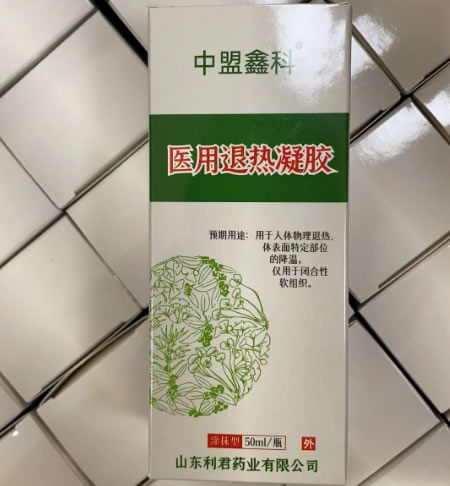 中盟鑫科®
医用退热凝胶
预期用途：用于人体物理退热，
体表面特定部位
的降温。
仅用于闭合性
软组织。
涂抹型 50ml/瓶
外
山东利君药业有限公司